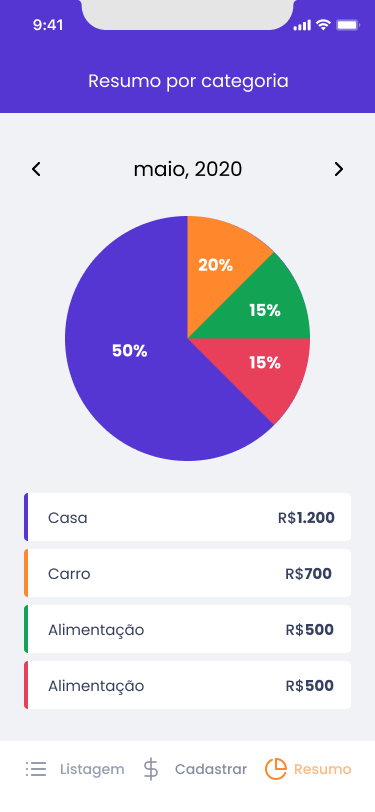 9:41
Resumo por categoria
maio, 2020
20%
15%
50%
15%
Casa R$1.200
Carro R$700
Alimentação R$500
Alimentação R$500
Listagem Cadastrar Resumo